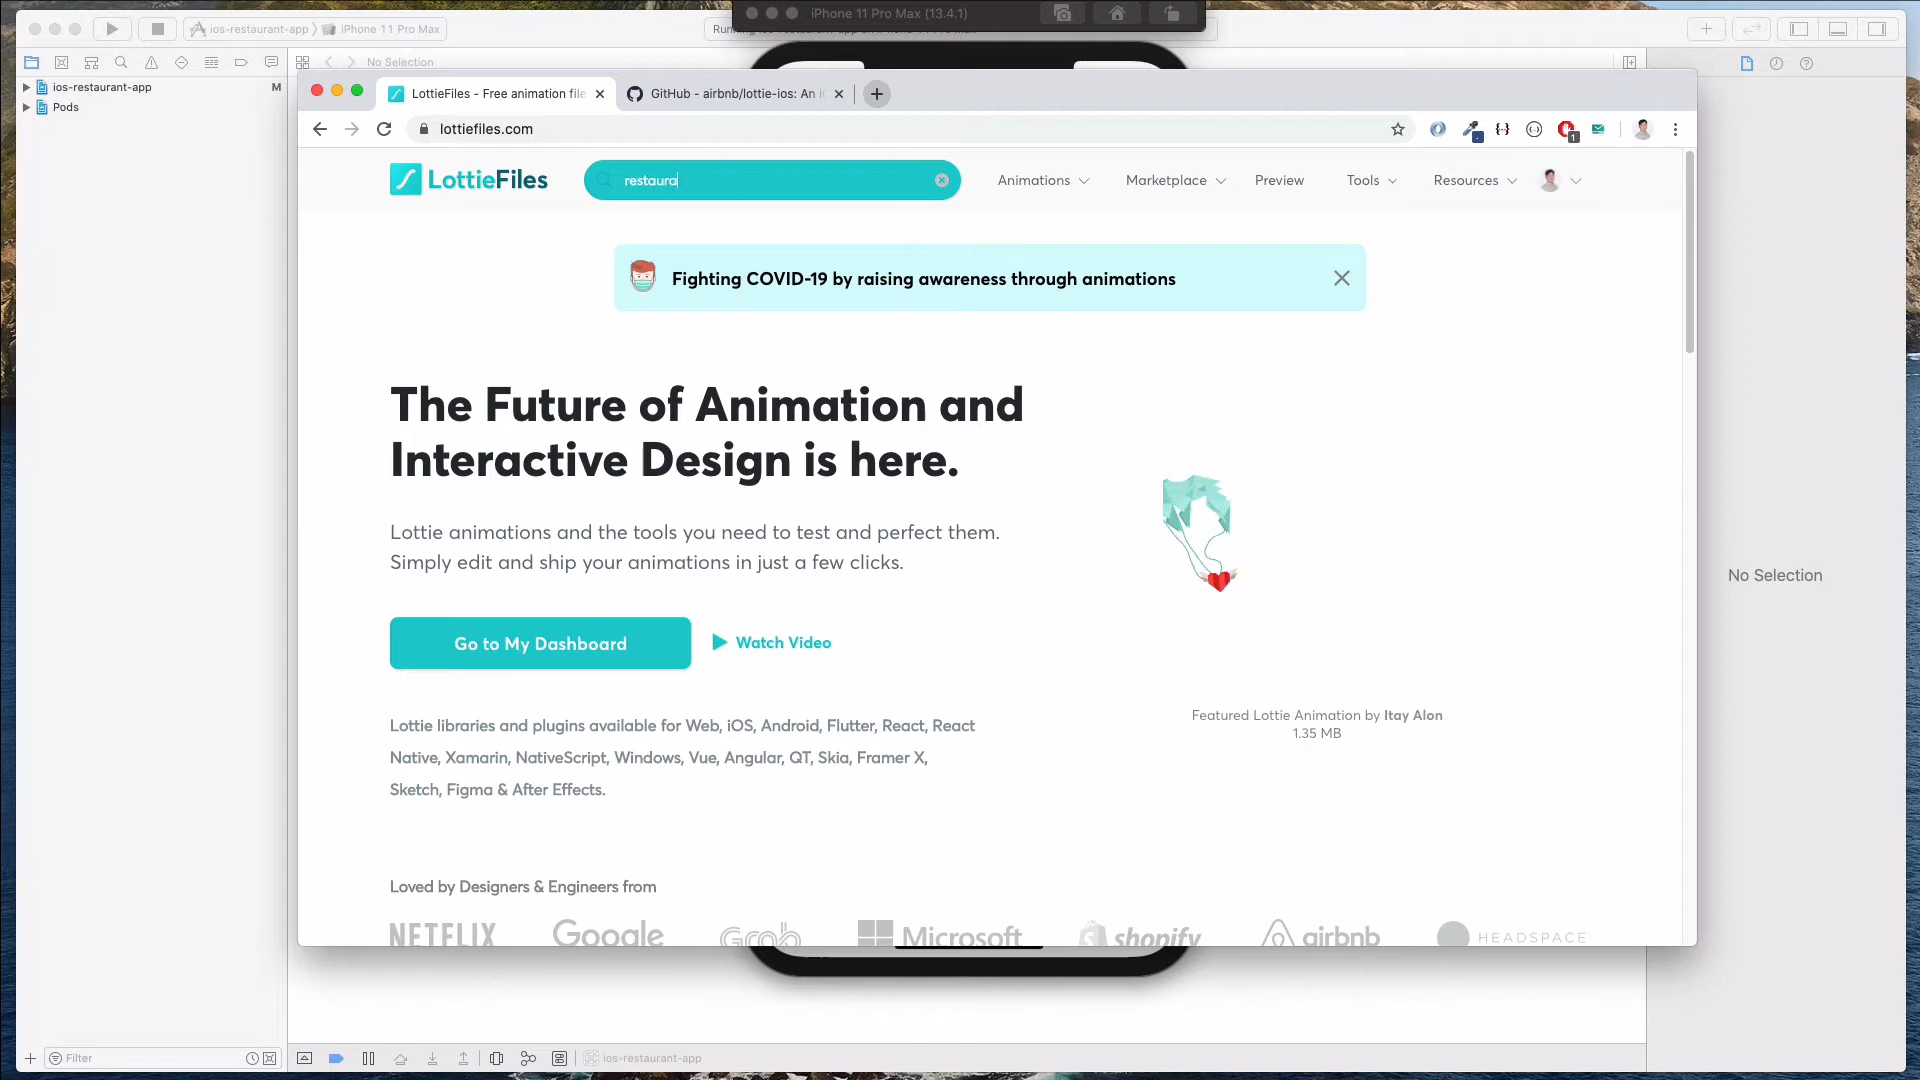 iPhone 11 Pro Max (13.4.1)
ios-restaurant-app
iPhone 11 Pro Max
No Selection
ios-restaurant-app
M
Pods
LottieFiles - Free animation file
GitHub - airbnb/lottie-ios: An i
lottiefiles.com
1
LottieFiles
restaura
Animations
Marketplace
Preview
Tools
Resources
Fighting COVID-19 by raising awareness through animations
The Future of Animation and
Interactive Design is here.
Lottie animations and the tools you need to test and perfect them.
Simply edit and ship your animations in just a few clicks.
Go to My Dashboard
Watch Video
Featured Lottie Animation by Itay Alon
1.35 MB
Lottie libraries and plugins available for Web, iOS, Android, Flutter, React, React
Native, Xamarin, NativeScript, Windows, Vue, Angular, QT, Skia, Framer X,
Sketch, Figma & After Effects.
Loved by Designers & Engineers from
NETFLIX
Google
Grab
Microsoft
shopify
airbnb
HEADSPACE
No Selection
Filter
ios-restaurant-app